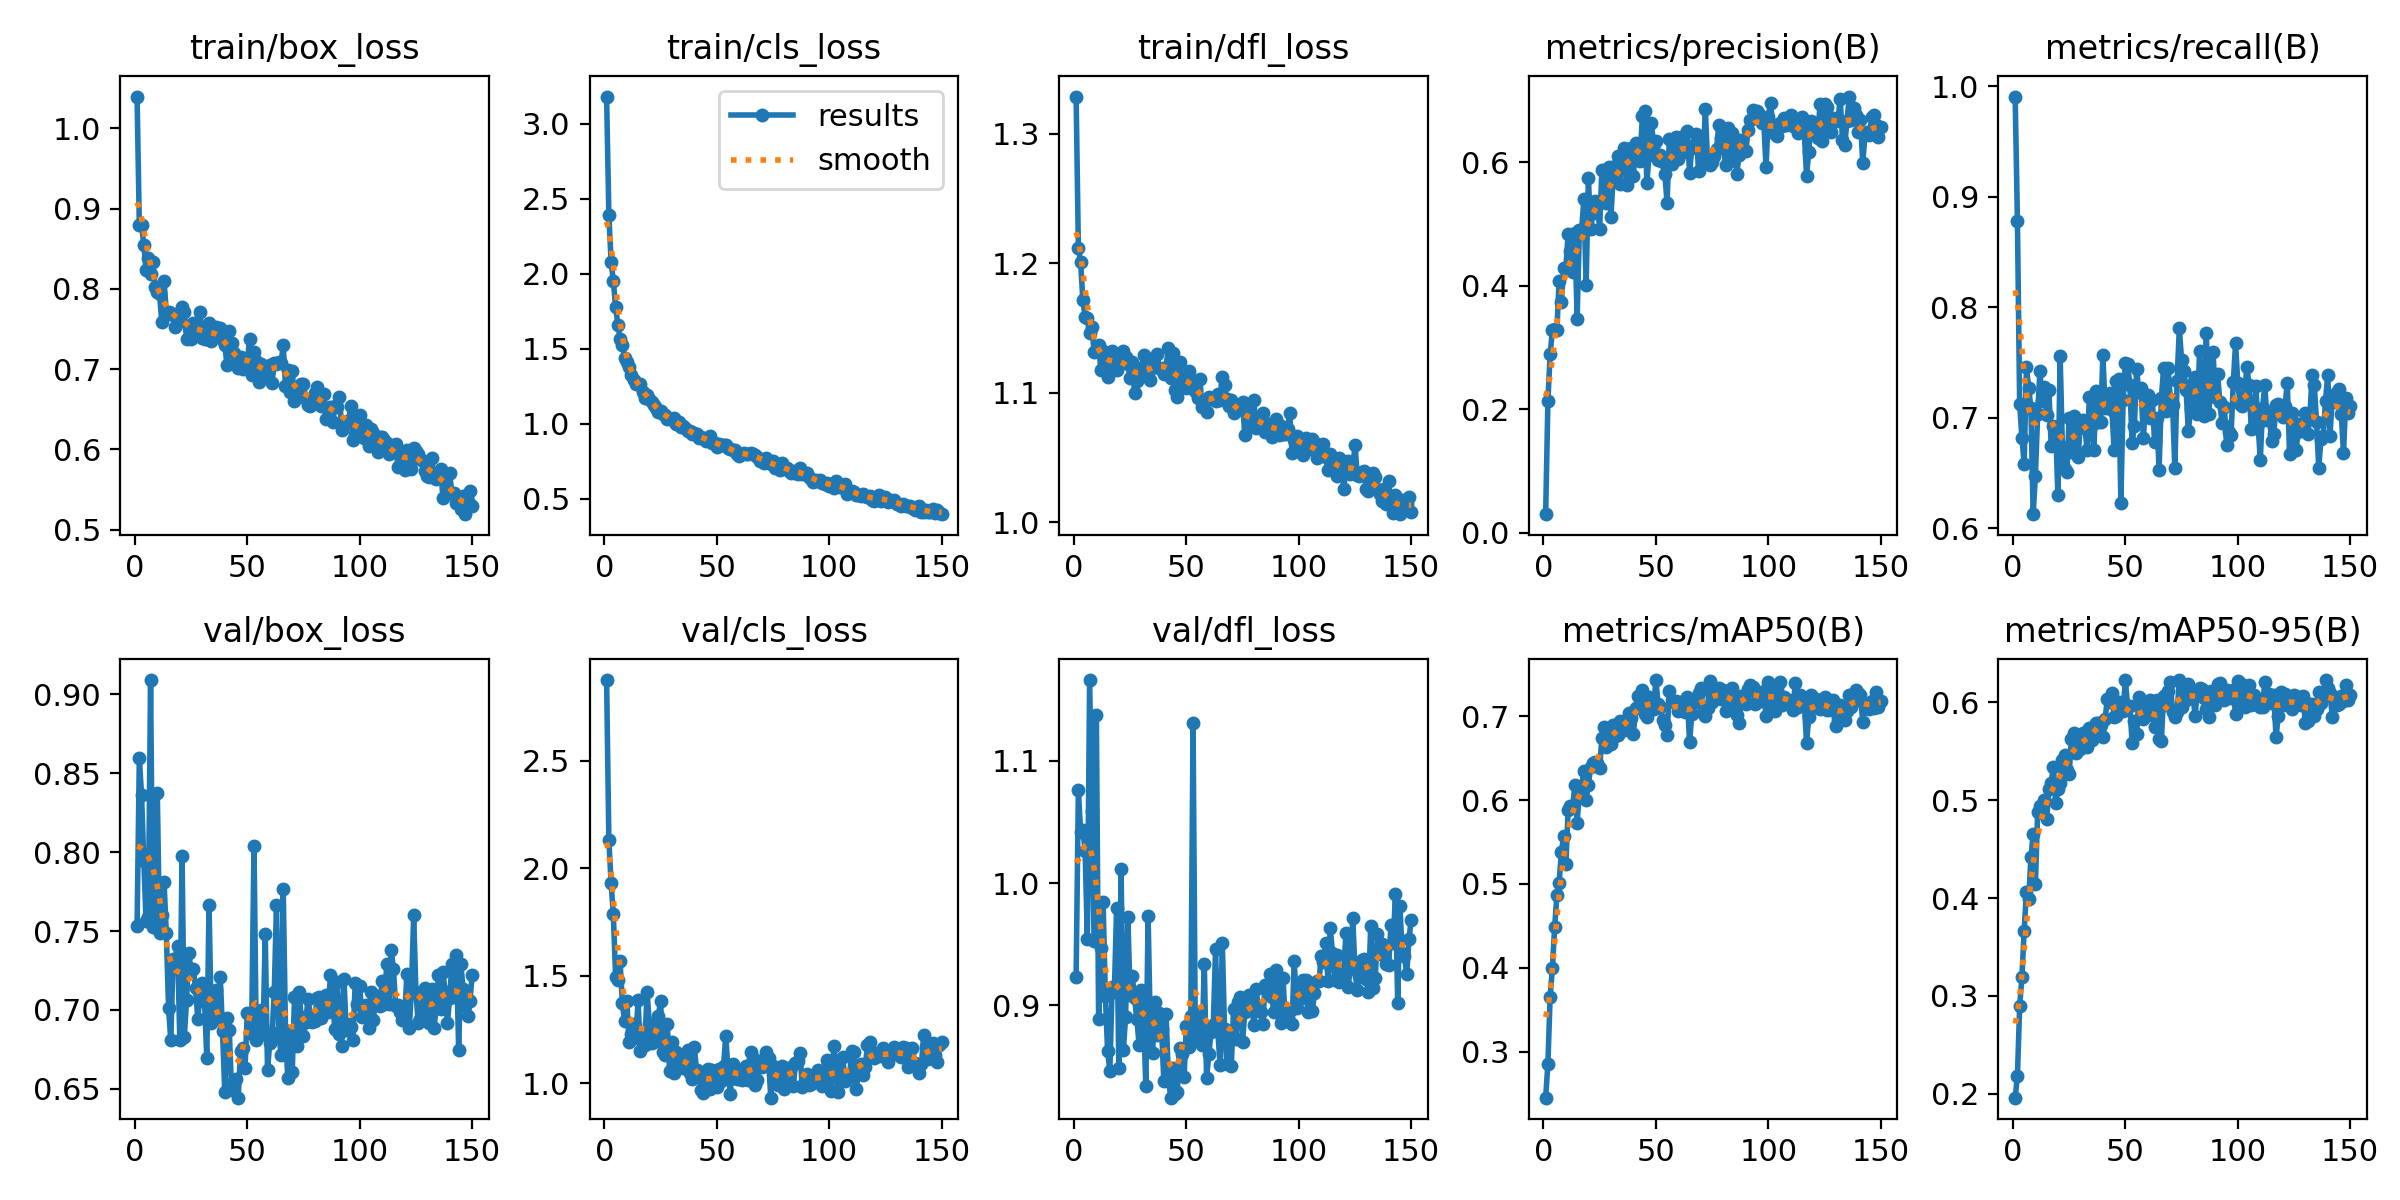 train/box_loss
1.0
0.9
0.8
0.7
0.6
0.5
0 50 100 150
train/cls_loss
results
smooth
3.0
2.5
2.0
1.5
1.0
0.5
0 50 100 150
train/dfl_loss
1.3
1.2
1.1
1.0
0 50 100 150
metrics/precision(B)
0.6
0.4
0.2
0.0
0 50 100 150
metrics/recall(B)
1.0
0.9
0.8
0.7
0.6
0 50 100 150
val/box_loss
0.90
0.85
0.80
0.75
0.70
0.65
0 50 100 150
val/cls_loss
2.5
2.0
1.5
1.0
0 50 100 150
val/dfl_loss
1.1
1.0
0.9
0 50 100 150
metrics/mAP50(B)
0.7
0.6
0.5
0.4
0.3
0 50 100 150
metrics/mAP50-95(B)
0.6
0.5
0.4
0.3
0.2
0 50 100 150